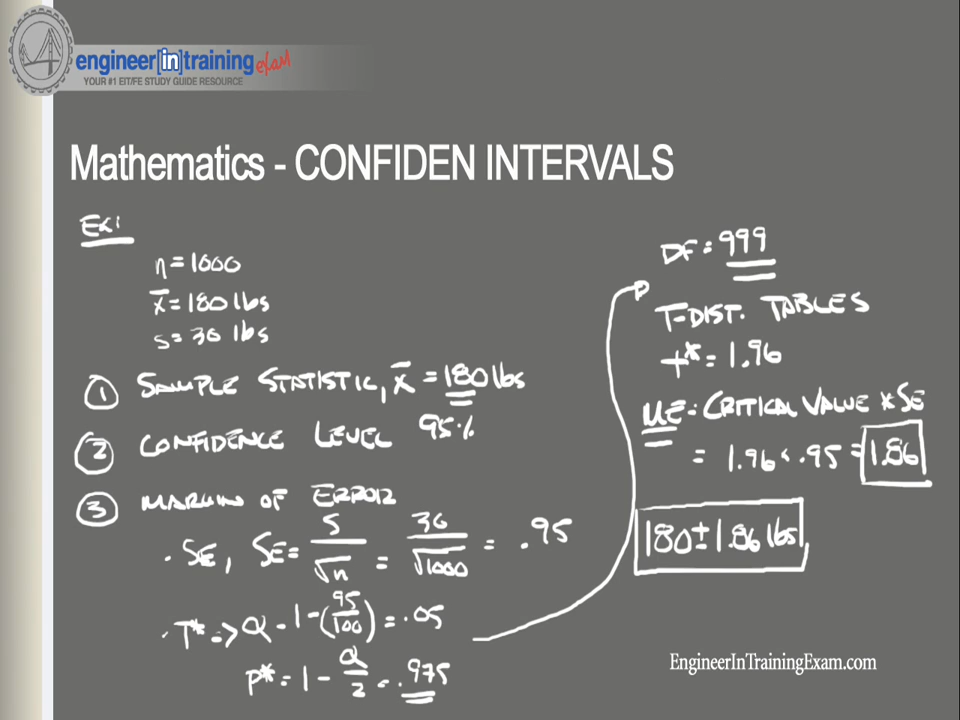 engineer[in]training exam
YOUR #1 EIT/FE STUDY GUIDE RESOURCE
Mathematics - CONFIDEN INTERVALS
Ex:
n = 1000
x̄ = 180 lbs
s = 30 lbs
① SAMPLE STATISTIC, x̄ = 180 lbs
② CONFIDENCE LEVEL 95%
③ MARGIN OF ERROR
. SE, SE = S/√n = 30/√1000 = .95
. T* => α = 1 - (95/100) = .05
P* = 1 - α/2 = .975
DF = 999
T-DIST. TABLES
t* = 1.96
ME = CRITICAL VALUE * SE
= 1.96 * .95 = 1.86
180 ± 1.86 lbs
EngineerInTrainingExam.com